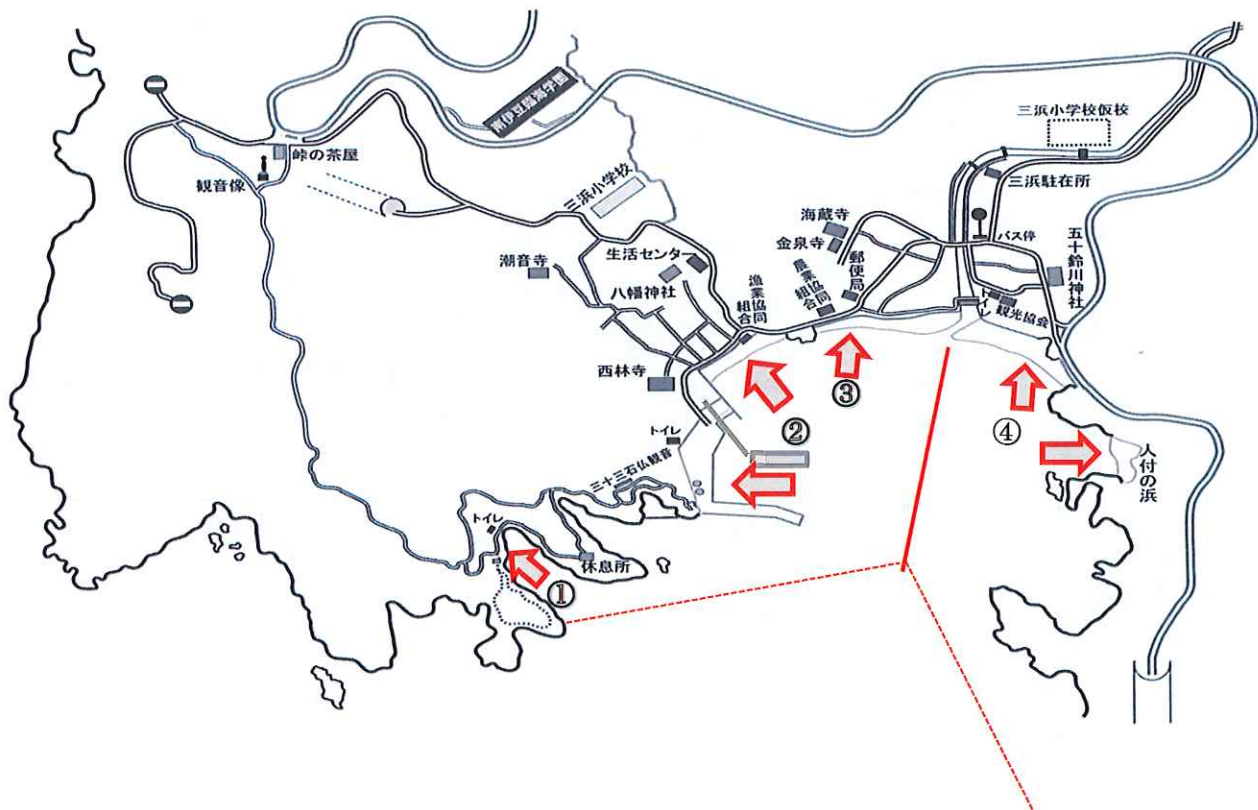 南伊豆臨海学園
三浜小学校仮校
峠の茶屋
観音像
三浜小学校
三浜駐在所
海蔵寺
金泉寺
バス停
五十鈴川神社
潮音寺
生活センター
八幡神社
漁業協同
組合
農業協同
組合
郵便局
トイレ
観光協会
西林寺
③
②
④
トイレ
三十三石仏観音
人付の浜
トイレ
休息所
①